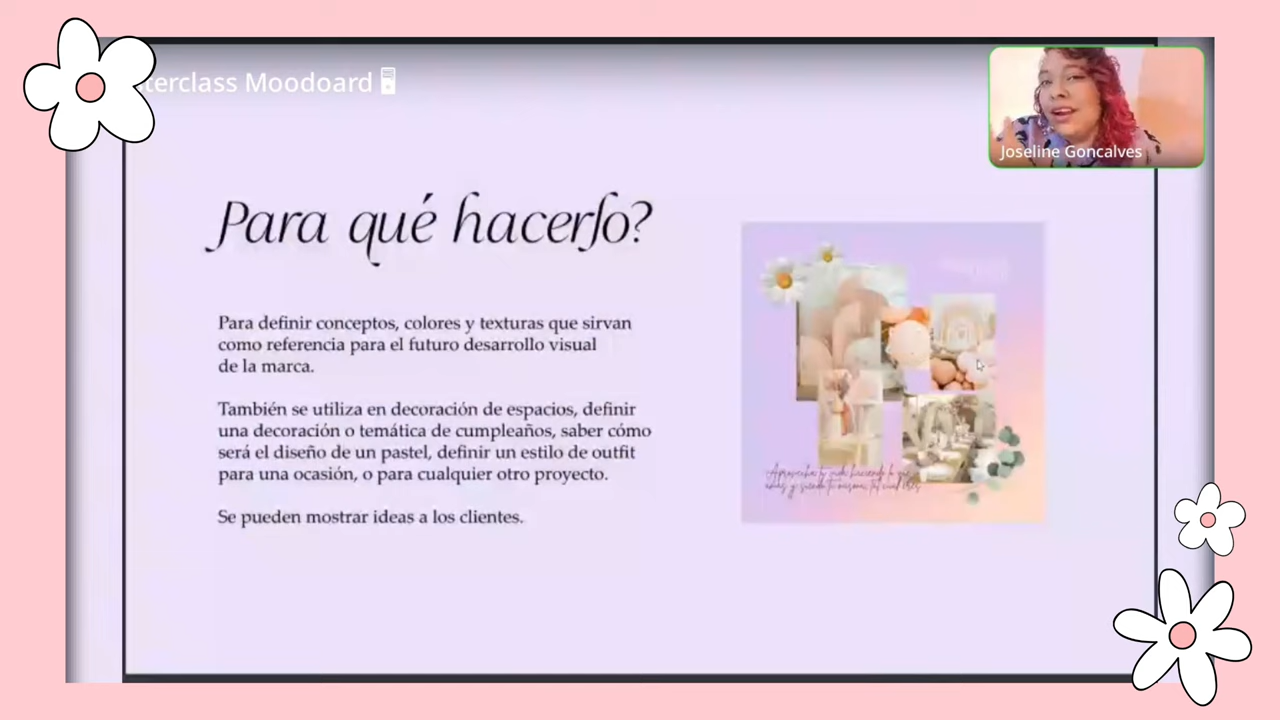 terclass Moodoard
Joseline Goncalves
Para qué hacerlo?
Para definir conceptos, colores y texturas que sirvan
como referencia para el futuro desarrollo visual
de la marca.
También se utiliza en decoración de espacios, definir
una decoración o temática de cumpleaños, saber cómo
será el diseño de un pastel, definir un estilo de outfit
para una ocasión, o para cualquier otro proyecto.
Se pueden mostrar ideas a los clientes.